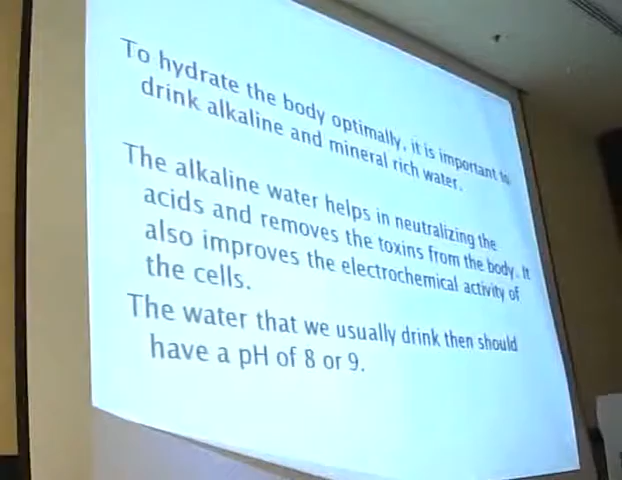 To hydrate the body optimally, it is important to
drink alkaline and mineral rich water.
The alkaline water helps in neutralizing the
acids and removes the toxins from the body. It
also improves the electrochemical activity of
the cells.
The water that we usually drink then should
have a pH of 8 or 9.